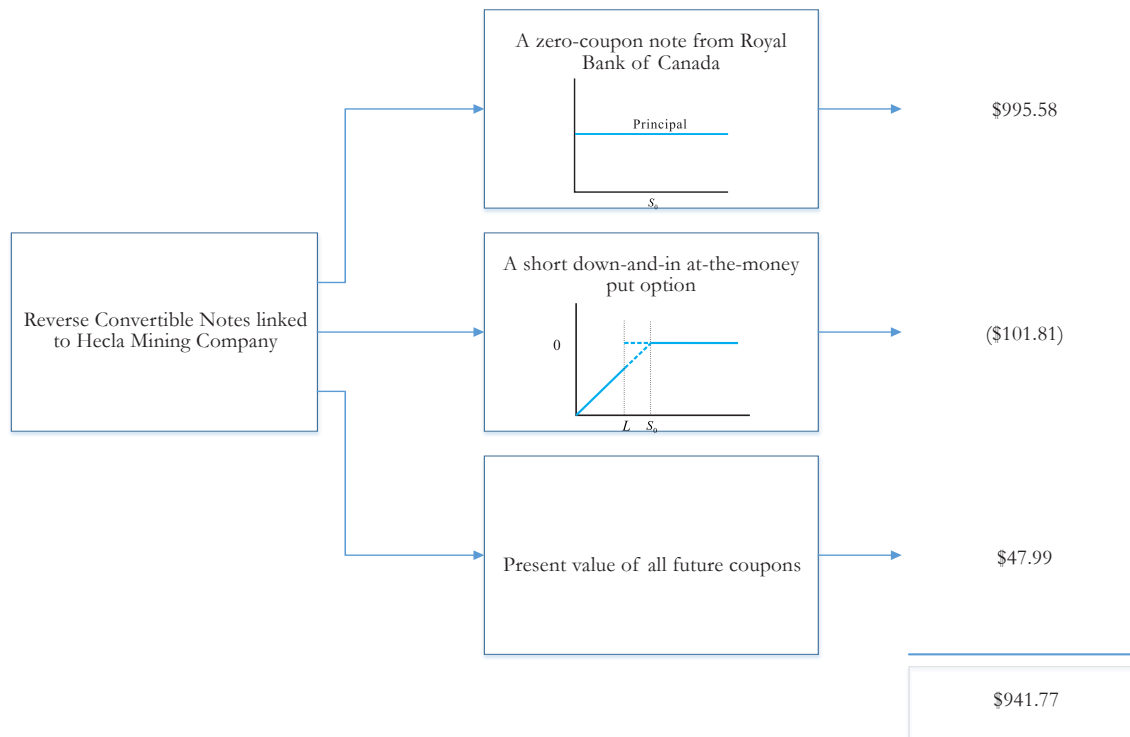 A zero-coupon note from Royal
Bank of Canada
Principal
S₀
$995.58
Reverse Convertible Notes linked
to Hecla Mining Company
A short down-and-in at-the-money
put option
0
L S₀
($101.81)
Present value of all future coupons
$47.99
$941.77